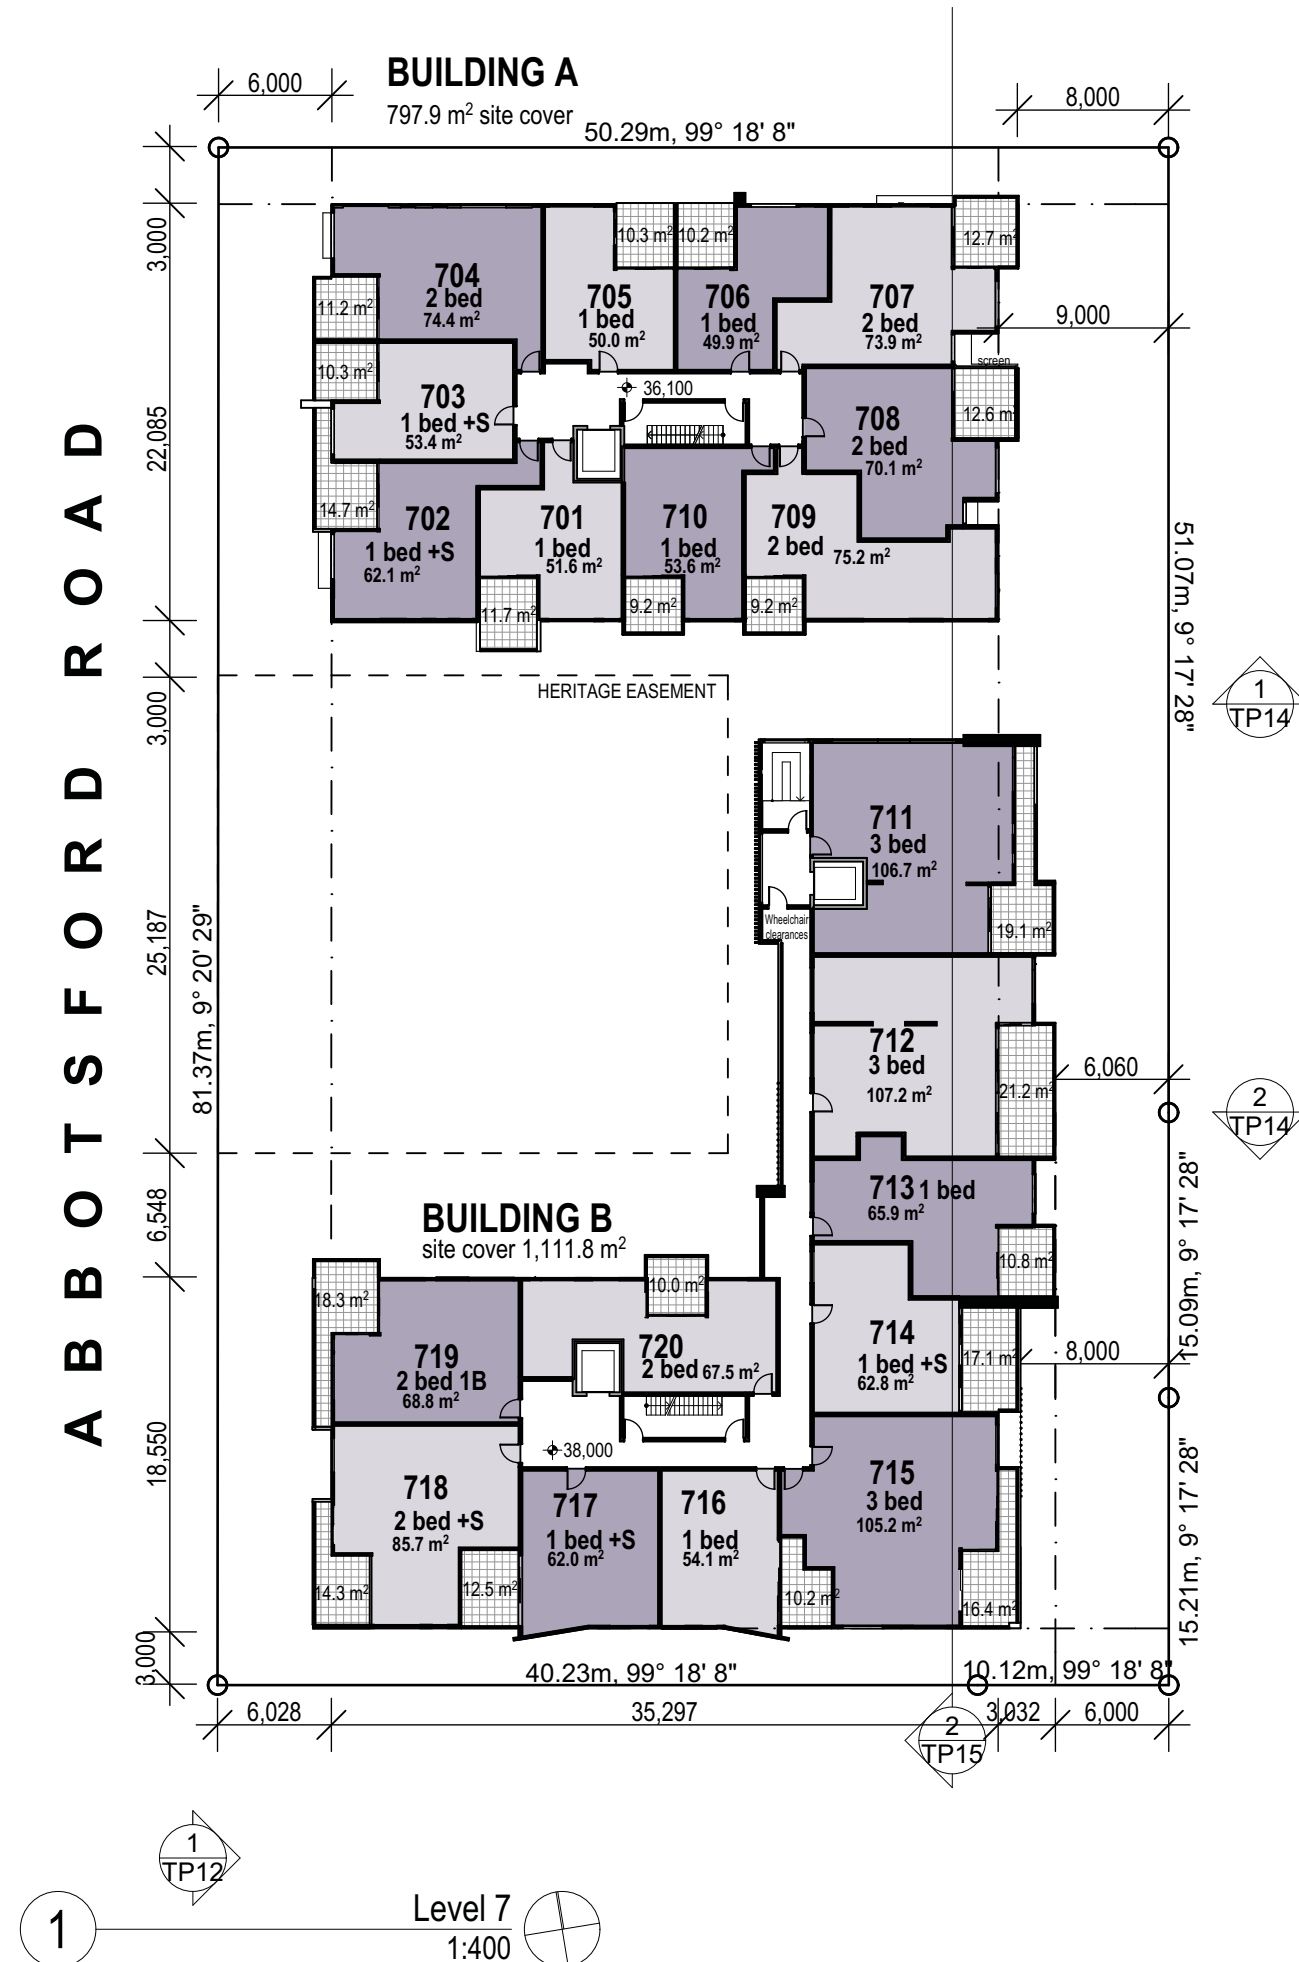 BUILDING A
797.9 m² site cover
6,000
8,000
50.29m, 99° 18' 8"
3,000
22,085
3,000
25,187
6,548
18,550
3,000
ABBOTSFORD ROAD
81.37m, 9° 20' 29"
704
2 bed
74.4 m²
11.2 m²
705
1 bed
50.0 m²
10.3 m²
10.2 m²
706
1 bed
49.9 m²
707
2 bed
73.9 m²
12.7 m²
9,000
screen
10.3 m²
703
1 bed +S
53.4 m²
36,100
708
2 bed
70.1 m²
12.6 m
14.7 m²
702
1 bed +S
62.1 m²
701
1 bed
51.6 m²
11.7 m²
710
1 bed
53.6 m²
9.2 m²
709
2 bed
75.2 m²
9.2 m²
51.07m, 9° 17' 28"
HERITAGE EASEMENT
1
TP14
711
3 bed
106.7 m²
19.1 m²
Wheelchair
clearances
712
3 bed
107.2 m²
21.2 m²
6,060
2
TP14
713 1 bed
65.9 m²
10.8 m²
15.09m, 9° 17' 28"
BUILDING B
site cover 1,111.8 m²
18.3 m²
10.0 m²
719
2 bed 1B
68.8 m²
720
2 bed 67.5 m²
714
1 bed +S
62.8 m²
17.1 m²
8,000
38,000
718
2 bed +S
85.7 m²
14.3 m²
12.5 m²
717
1 bed +S
62.0 m²
716
1 bed
54.1 m²
715
3 bed
105.2 m²
10.2 m²
16.4 m²
15.21m, 9° 17' 28"
40.23m, 99° 18' 8"
10.12m, 99° 18' 8"
6,028
35,297
3,032
6,000
2
TP15
1
TP12
1
Level 7
1:400